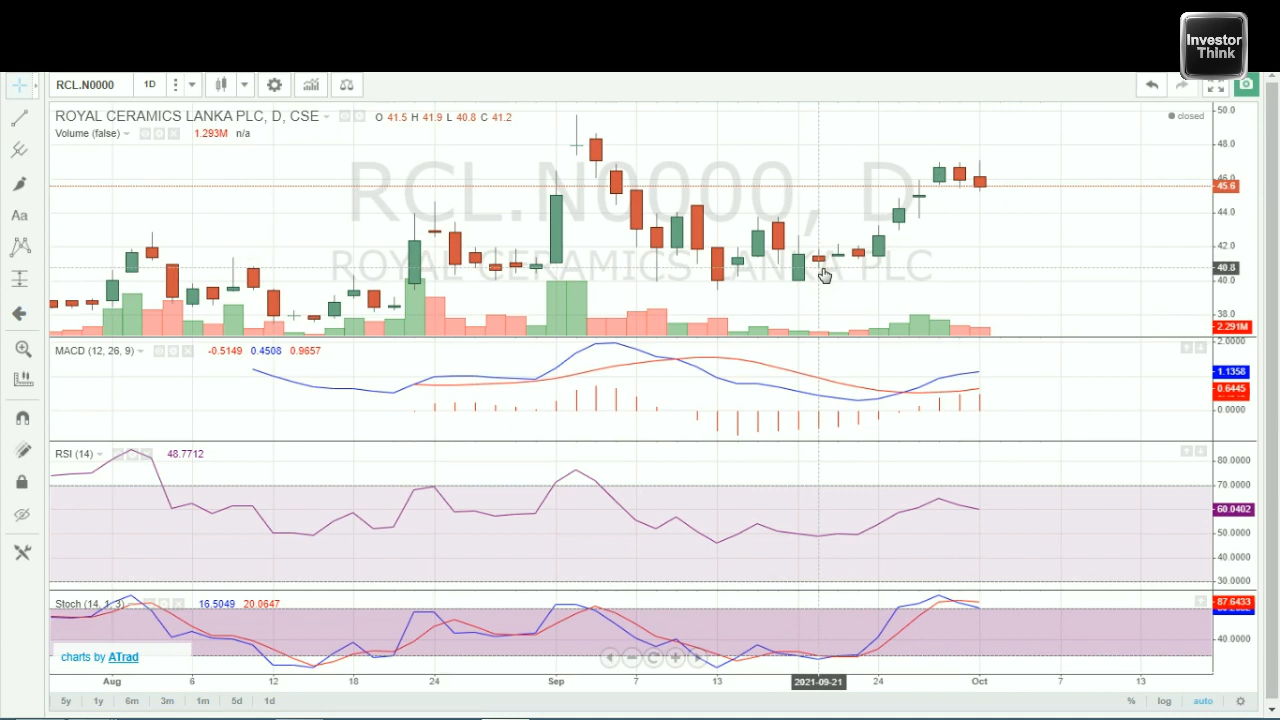 Investor
Think
RCL.N0000 1D
ROYAL CERAMICS LANKA PLC, D, CSE O 41.5 H 41.9 L 40.8 C 41.2
closed
Volume (false) 1.293M n/a
RCL.N0000, D
ROYAL CERAMICS LANKA PLC
50.0
48.0
46.0
45.6
44.0
42.0
40.8
40.0
38.0
2.291M
Aa
MACD (12, 26, 9) -0.5149 0.4508 0.9657
2.0000
1.1358
0.6445
0.0000
RSI (14) 48.7712
80.0000
70.0000
60.0402
50.0000
40.0000
30.0000
Stoch (14, 1, 3) 16.5049 20.0647
87.6433
40.0000
charts by ATrad
Aug 6 12 18 24 Sep 7 13 2021-09-21 24 Oct 7 13
5y 1y 6m 3m 1m 5d 1d % log auto